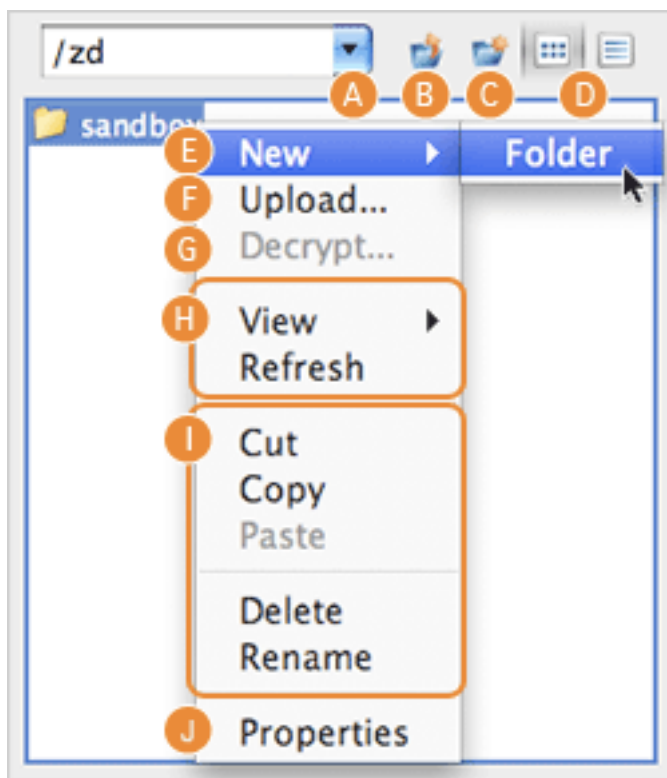 /zd
A B C D
sandbox
E New Folder
F Upload...
G Decrypt...
H View
Refresh
I Cut
Copy
Paste
Delete
Rename
J Properties